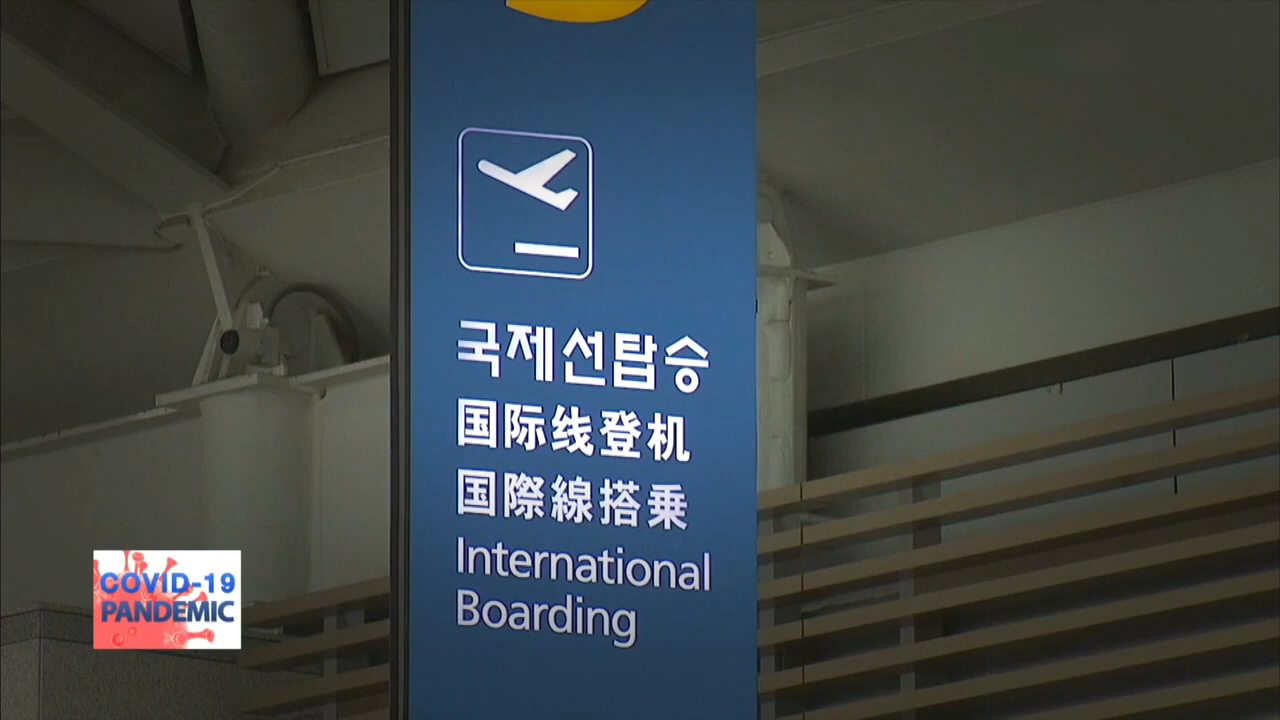 국제선탑승
国际线登机
国際線搭乗
International
Boarding
COVID-19
PANDEMIC